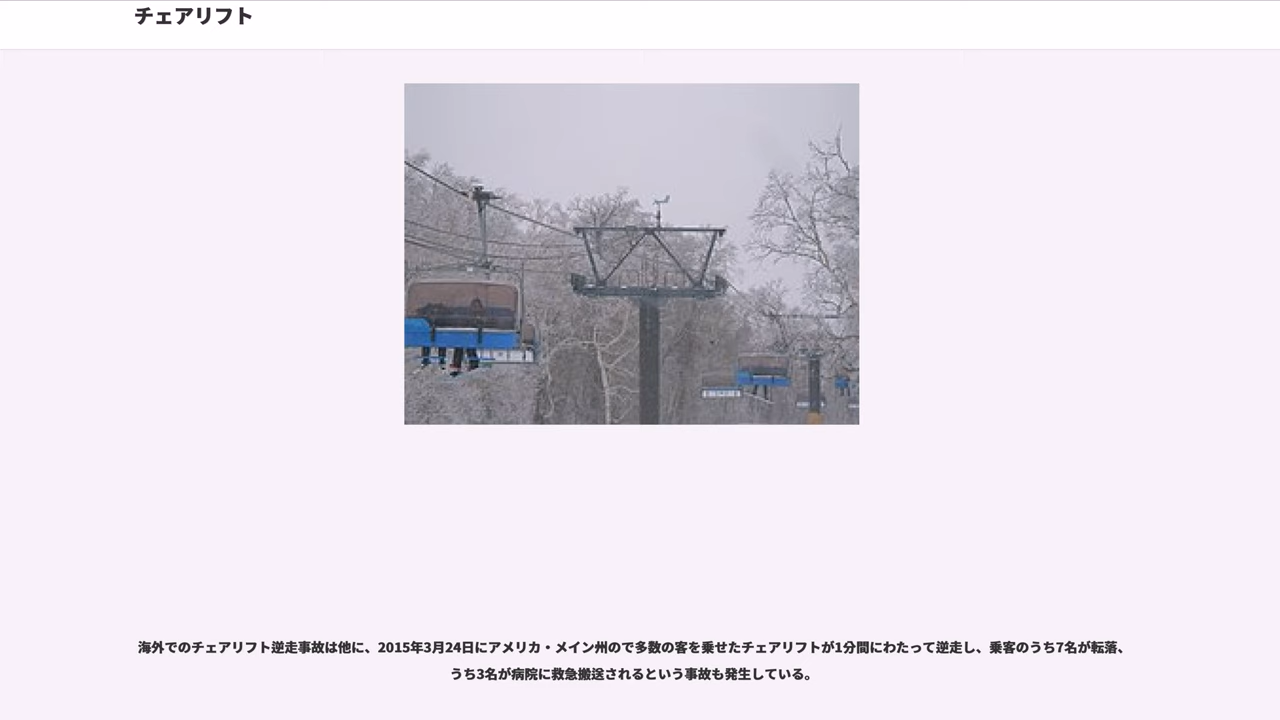 チェアリフト
海外でのチェアリフト逆走事故は他に、2015年3月24日にアメリカ・メイン州のので多数の客を乗せたチェアリフトが1分間にわたって逆走し、乗客のうち7名が転落、
うち3名が病院に救急搬送されるという事故も発生している。